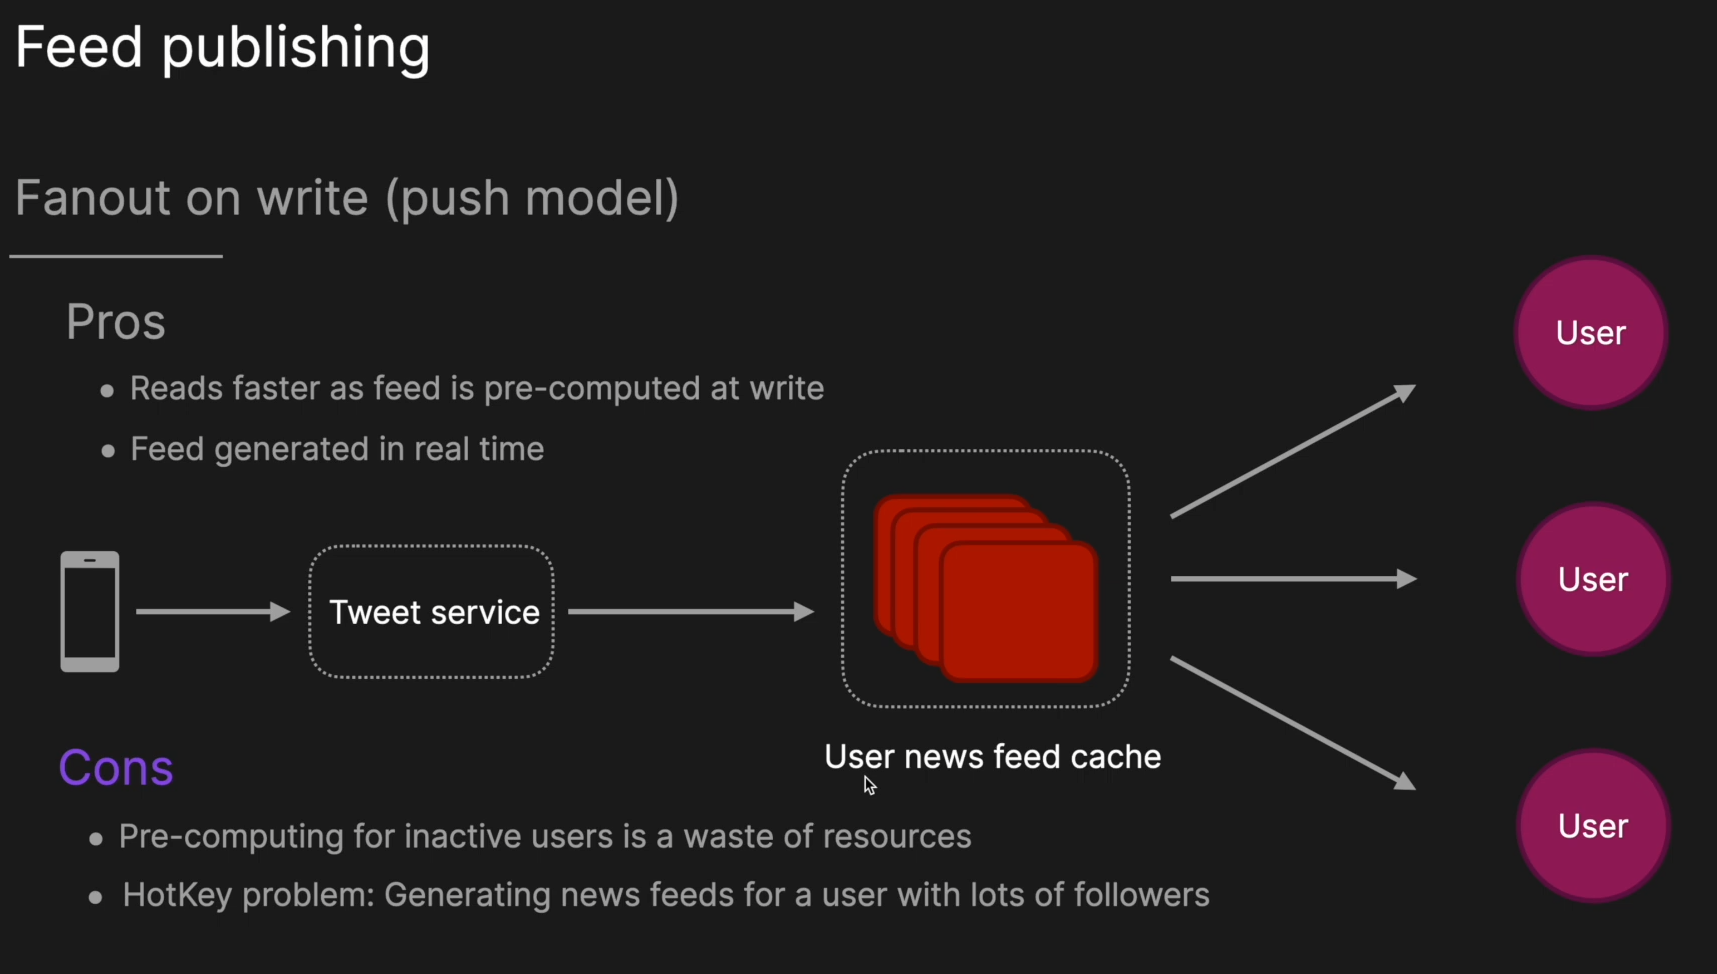 Feed publishing
Fanout on write (push model)
Pros
• Reads faster as feed is pre-computed at write
• Feed generated in real time
Tweet service
User news feed cache
User
User
User
Cons
• Pre-computing for inactive users is a waste of resources
• HotKey problem: Generating news feeds for a user with lots of followers